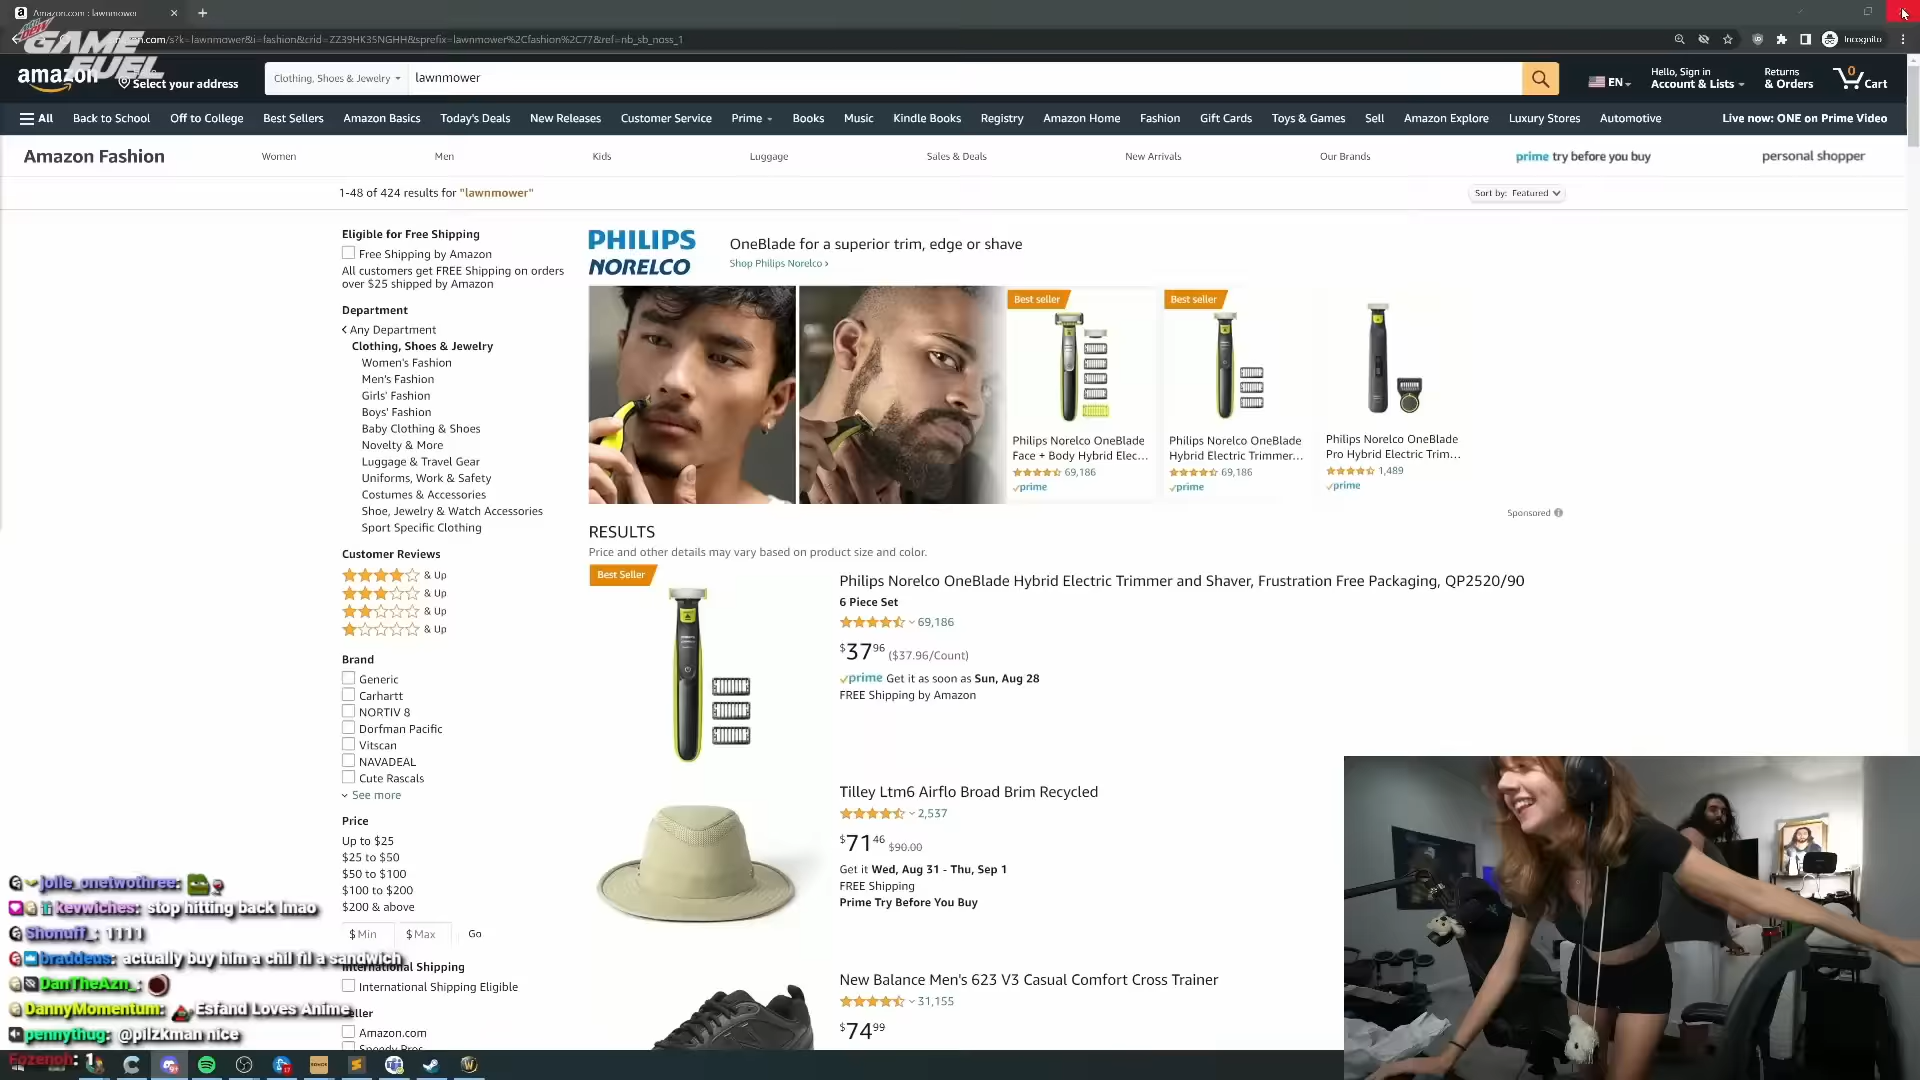 Amazon.com : lawnmower
.com/s?k=lawnmower&i=fashion&crid=ZZ39HK35NGHH&sprefix=lawnmower%2Cfashion%2C77&ref=nb_sb_noss_1
Incognito
GAME
FUEL
amazon
Select your address
Clothing, Shoes & Jewelry
lawnmower
EN
Hello, Sign in
Account & Lists
Returns
& Orders
0
Cart
All
Back to School
Off to College
Best Sellers
Amazon Basics
Today's Deals
New Releases
Customer Service
Prime
Books
Music
Kindle Books
Registry
Amazon Home
Fashion
Gift Cards
Toys & Games
Sell
Amazon Explore
Luxury Stores
Automotive
Live now: ONE on Prime Video
Amazon Fashion
Women
Men
Kids
Luggage
Sales & Deals
New Arrivals
Our Brands
prime try before you buy
personal shopper
1-48 of 424 results for "lawnmower"
Sort by: Featured
Eligible for Free Shipping
Free Shipping by Amazon
All customers get FREE Shipping on orders
over $25 shipped by Amazon
Department
Any Department
Clothing, Shoes & Jewelry
Women's Fashion
Men's Fashion
Girls' Fashion
Boys' Fashion
Baby Clothing & Shoes
Novelty & More
Luggage & Travel Gear
Uniforms, Work & Safety
Costumes & Accessories
Shoe, Jewelry & Watch Accessories
Sport Specific Clothing
Customer Reviews
& Up
& Up
& Up
& Up
Brand
Generic
Carhartt
NORTIV 8
Dorfman Pacific
Vitscan
NAVADEAL
Cute Rascals
See more
Price
Up to $25
$25 to $50
$50 to $100
$100 to $200
$200 & above
$ Min
$ Max
Go
International Shipping
International Shipping Eligible
Seller
Amazon.com
Speedy Pros
PHILIPS
NORELCO
OneBlade for a superior trim, edge or shave
Shop Philips Norelco ›
Best seller
Philips Norelco OneBlade
Face + Body Hybrid Elec...
69,186
prime
Best seller
Philips Norelco OneBlade
Hybrid Electric Trimmer...
69,186
prime
Philips Norelco OneBlade
Pro Hybrid Electric Trim...
1,489
prime
Sponsored
RESULTS
Price and other details may vary based on product size and color.
Best Seller
Philips Norelco OneBlade Hybrid Electric Trimmer and Shaver, Frustration Free Packaging, QP2520/90
6 Piece Set
69,186
$37 96 ($37.96/Count)
prime Get it as soon as Sun, Aug 28
FREE Shipping by Amazon
Tilley Ltm6 Airflo Broad Brim Recycled
2,537
$71 46 $90.00
Get it Wed, Aug 31 - Thu, Sep 1
FREE Shipping
Prime Try Before You Buy
New Balance Men's 623 V3 Casual Comfort Cross Trainer
31,155
$74 99
jolle_onetwothree:
kevwiches: stop hitting back lmao
Shonuff_: 1111
braddeus: actually buy him a chil fil a sandwich
DanTheAzn_:
DannyMomentum: Esfand Loves Anime
pennythug: @pilzkman nice
Fozenoh: 1